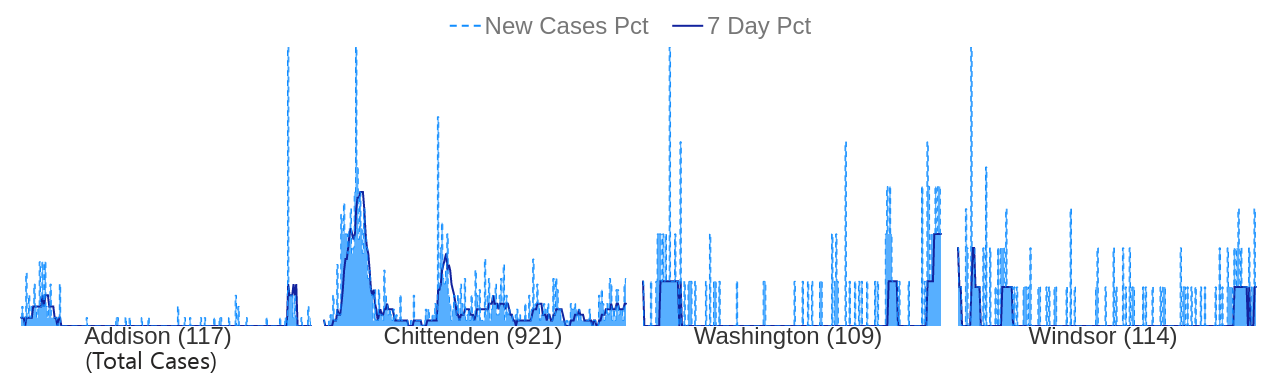 New Cases Pct 7 Day Pct
Addison (117) Chittenden (921) Washington (109) Windsor (114)
(Total Cases)